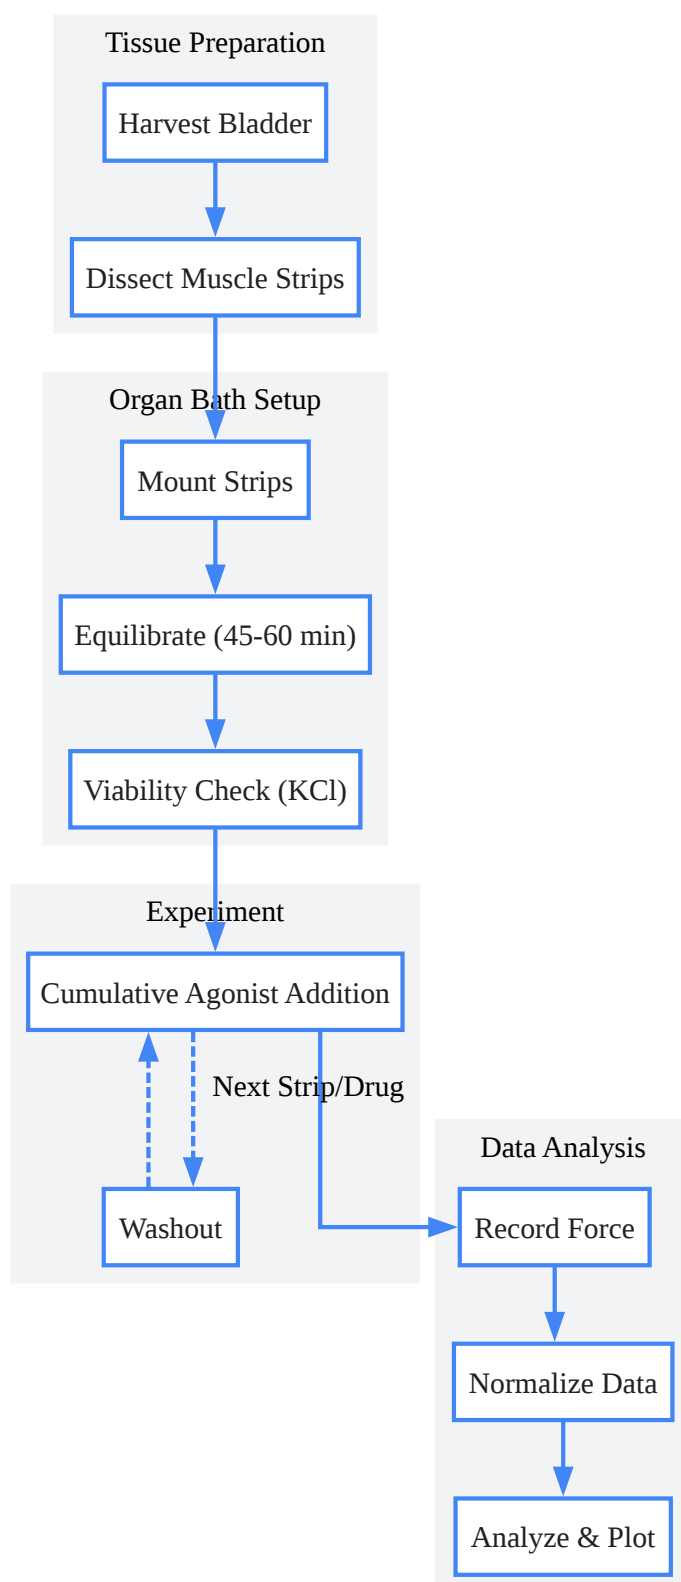 Tissue Preparation
Harvest Bladder
Dissect Muscle Strips
Organ Bath Setup
Mount Strips
Equilibrate (45-60 min)
Viability Check (KCl)
Experiment
Cumulative Agonist Addition
Next Strip/Drug
Washout
Data Analysis
Record Force
Normalize Data
Analyze & Plot